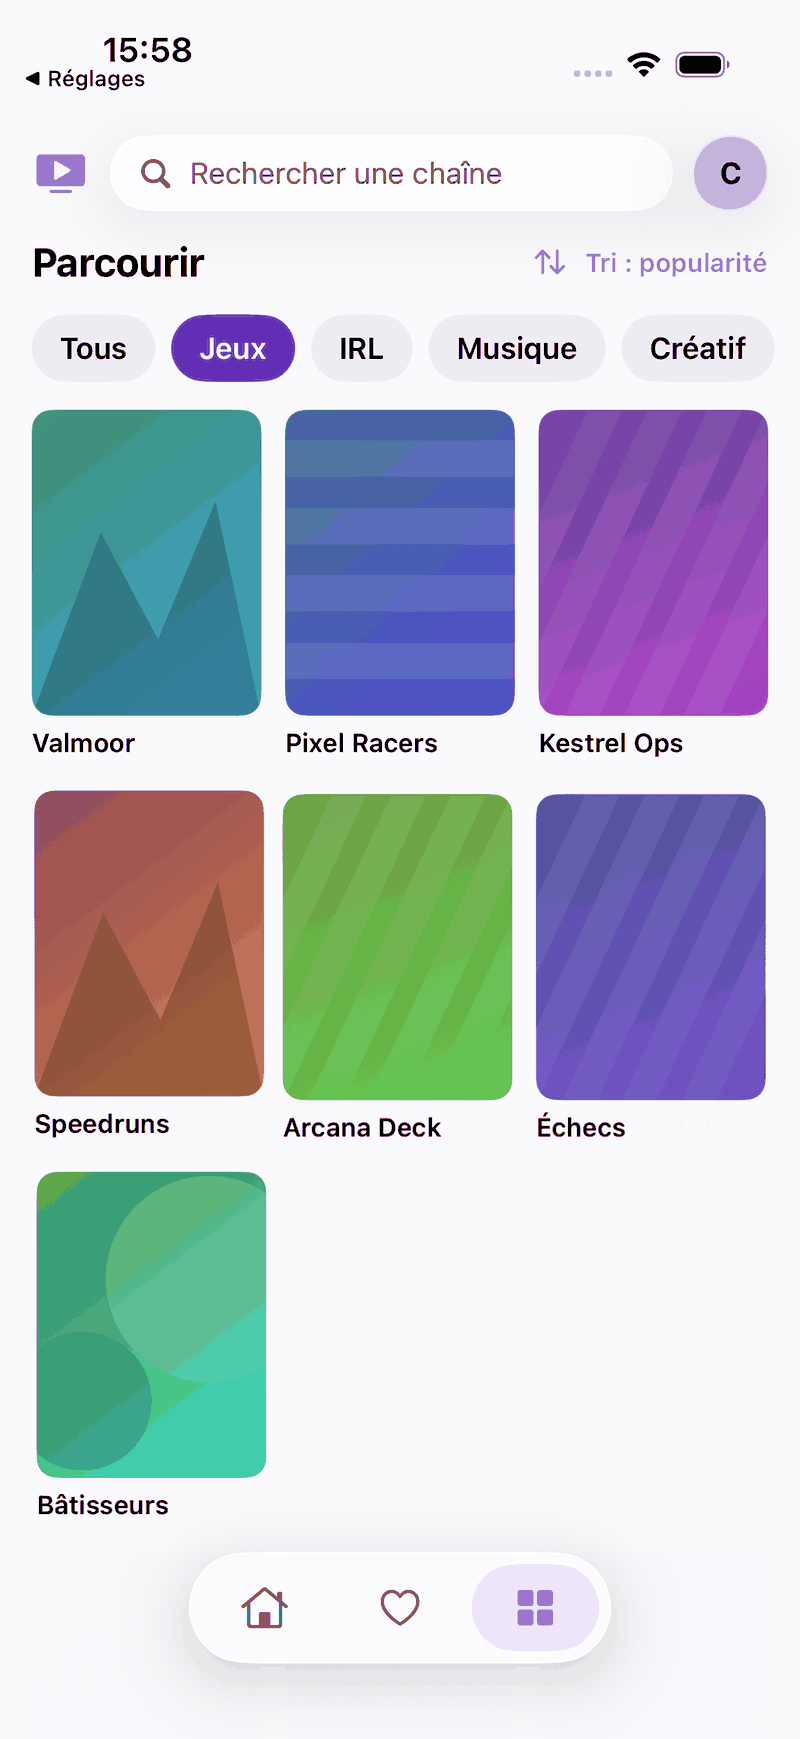 15:58
◀ Réglages
Rechercher une chaîne
C
Parcourir
Tri : popularité
Tous
Jeux
IRL
Musique
Créatif
Valmoor
Pixel Racers
Kestrel Ops
Speedruns
Arcana Deck
Échecs
Bâtisseurs